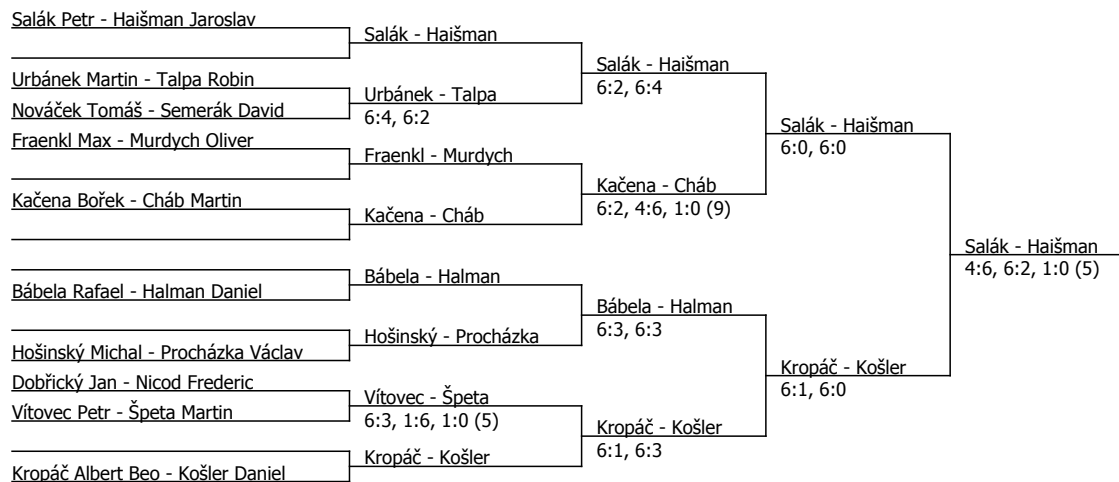 Salák Petr - Haišman Jaroslav
Urbánek Martin - Talpa Robin
Nováček Tomáš - Semerák David
Fraenkl Max - Murdych Oliver
Kačena Bořek - Cháb Martin
Bábela Rafael - Halman Daniel
Hošinský Michal - Procházka Václav
Dobřický Jan - Nicod Frederic
Vítovec Petr - Špeta Martin
Kropáč Albert Beo - Košler Daniel
Salák - Haišman
Urbánek - Talpa
6:4, 6:2
Fraenkl - Murdych
Kačena - Cháb
Bábela - Halman
Hošinský - Procházka
Vítovec - Špeta
6:3, 1:6, 1:0 (5)
Kropáč - Košler
Salák - Haišman
6:2, 6:4
Kačena - Cháb
6:2, 4:6, 1:0 (9)
Bábela - Halman
6:3, 6:3
Kropáč - Košler
6:1, 6:3
Salák - Haišman
6:0, 6:0
Kropáč - Košler
6:1, 6:0
Salák - Haišman
4:6, 6:2, 1:0 (5)